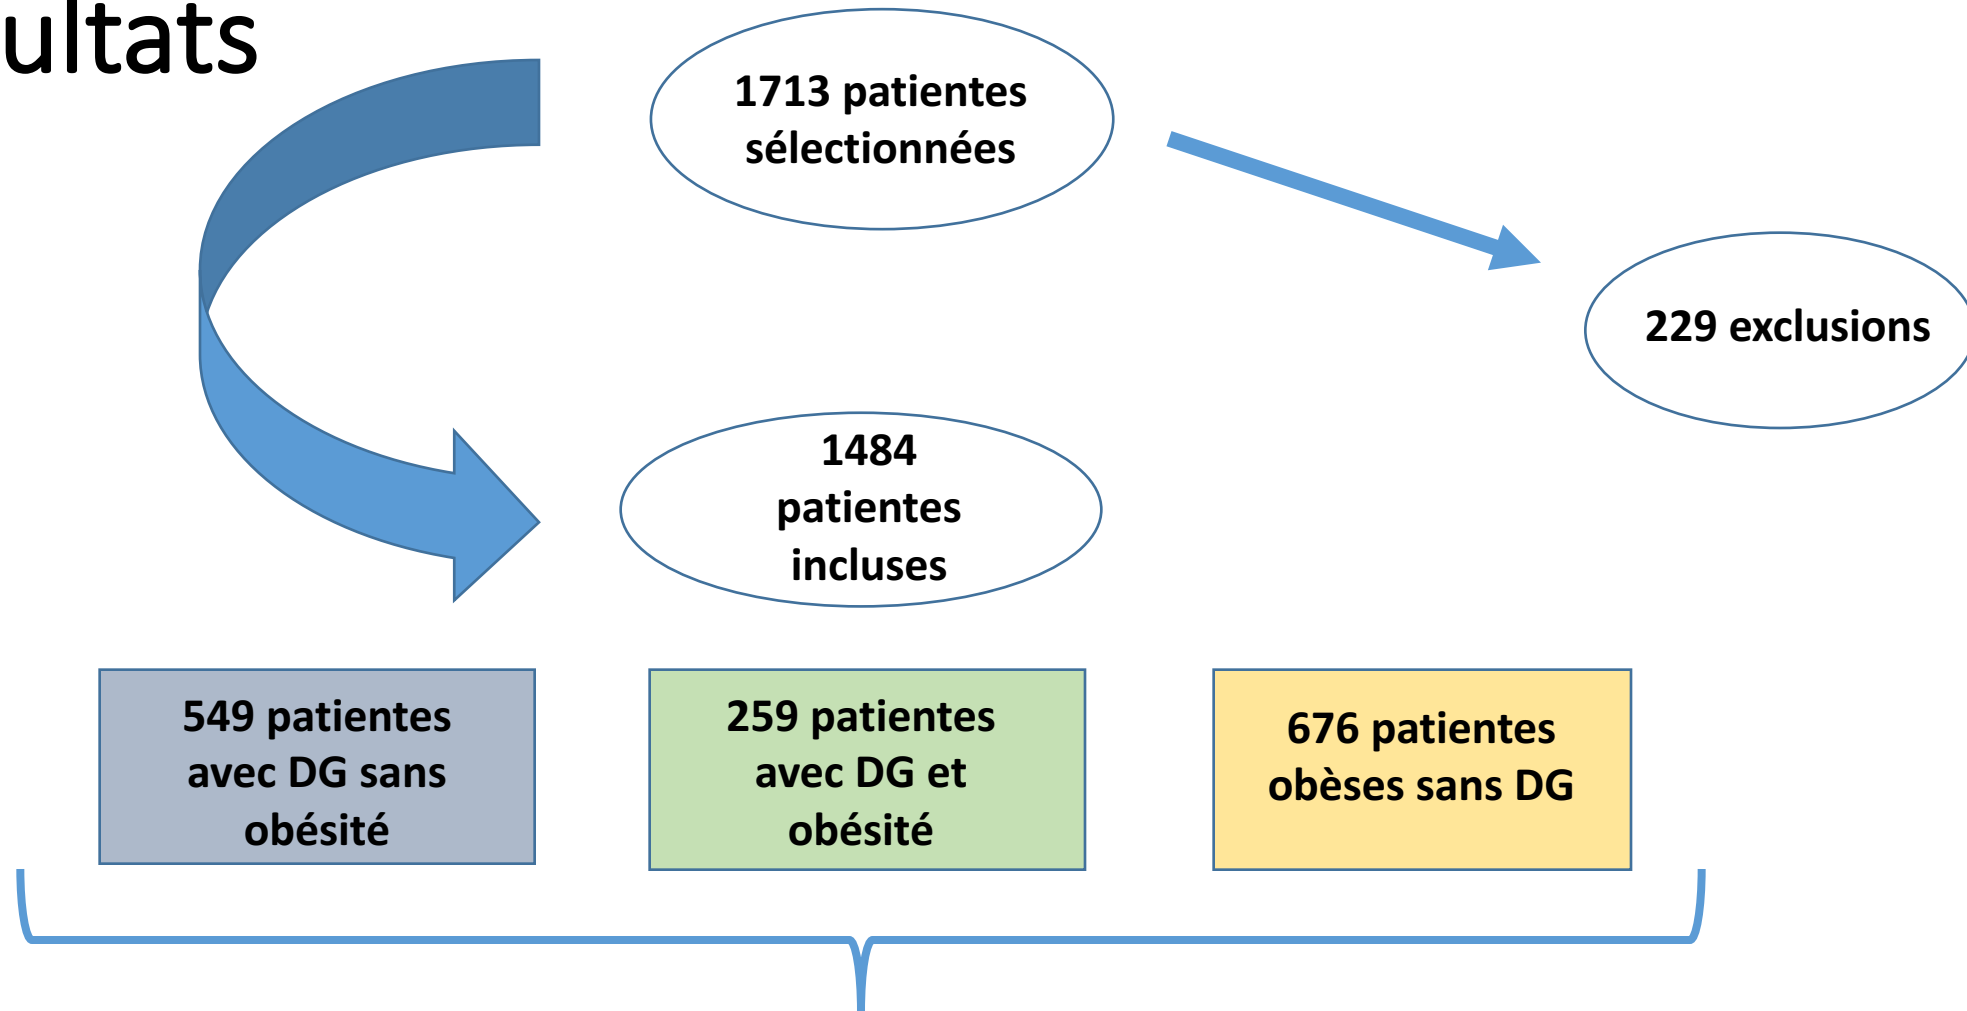 ultats
1713 patientes
sélectionnées
229 exclusions
1484
patientes
incluses
549 patientes
avec DG sans
obésité
259 patientes
avec DG et
obésité
676 patientes
obèses sans DG